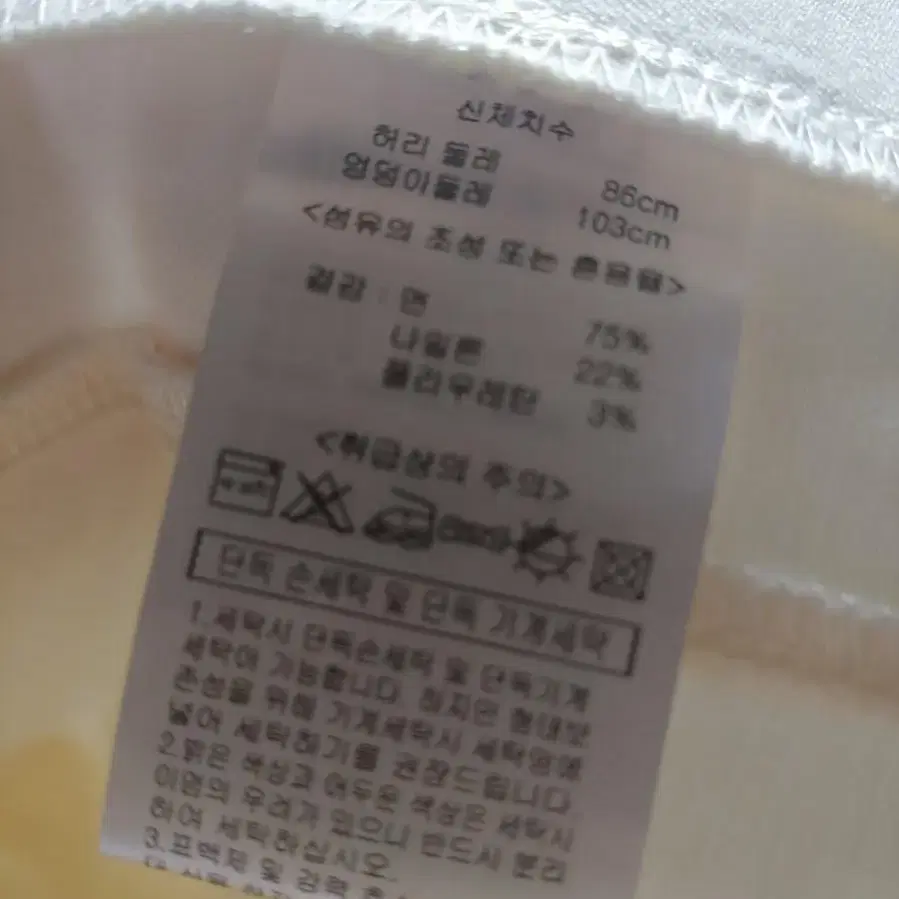 신체치수
허리 둘레 86cm
엉덩이둘레 103cm
<섬유의 조성 또는 혼용률>
겉감 : 면 75%
나일론 22%
폴리우레탄 3%
<취급상의 주의>
단독 손세탁 및 단독 기계세탁
1.세탁시 단독손세탁 및 단독기계
세탁이 가능합니다. 하지만 형태및
손상을 위해 기계세탁시 세탁망에
넣어 세탁하기를 권장드립니다.
2.밝은 색상과 어두운 색상은 세탁시
이염의 우려가 있으니 반드시 분리
하여 세탁하십시오.
3.표백제 및 강력